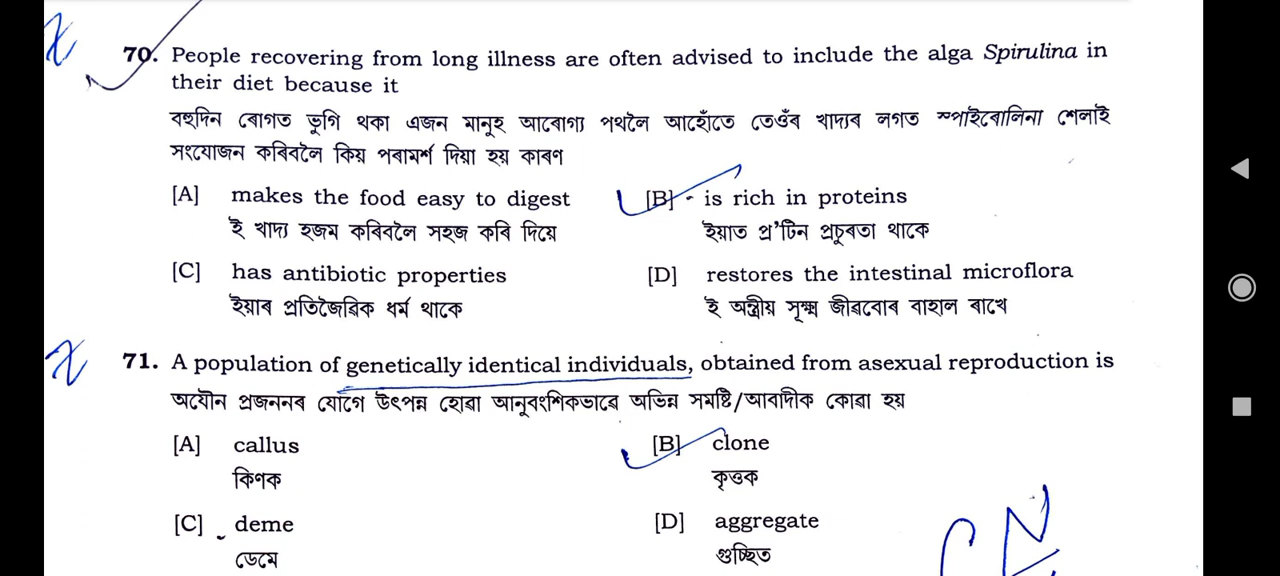 70. People recovering from long illness are often advised to include the alga Spirulina in
their diet because it
বহুদিন ৰোগত ভুগি থকা এজন মানুহ আৰোগ্য পথলৈ আহোঁতে তেওঁৰ খাদ্যৰ লগত স্পাইৰোলিনা শেলাই
সংযোজন কৰিবলৈ কিয় পৰামৰ্শ দিয়া হয় কাৰণ
[A] makes the food easy to digest [B] is rich in proteins
ই খাদ্য হজম কৰিবলৈ সহজ কৰি দিয়ে ইয়াত প্ৰ'টিন প্ৰচুৰতা থাকে
[C] has antibiotic properties [D] restores the intestinal microflora
ইয়াৰ প্ৰতিজৈৱিক ধৰ্ম থাকে ই অন্ত্ৰীয় সূক্ষ্ম জীৱবোৰ বাহাল ৰাখে
71. A population of genetically identical individuals, obtained from asexual reproduction is
অযৌন প্ৰজননৰ যোগে উৎপন্ন হোৱা আনুবংশিকভাৱে অভিন্ন সমষ্টি/আবাদীক কোৱা হয়
[A] callus [B] clone
কিণক কৃত্তক
[C] deme [D] aggregate
ডেমে গুচ্ছিত